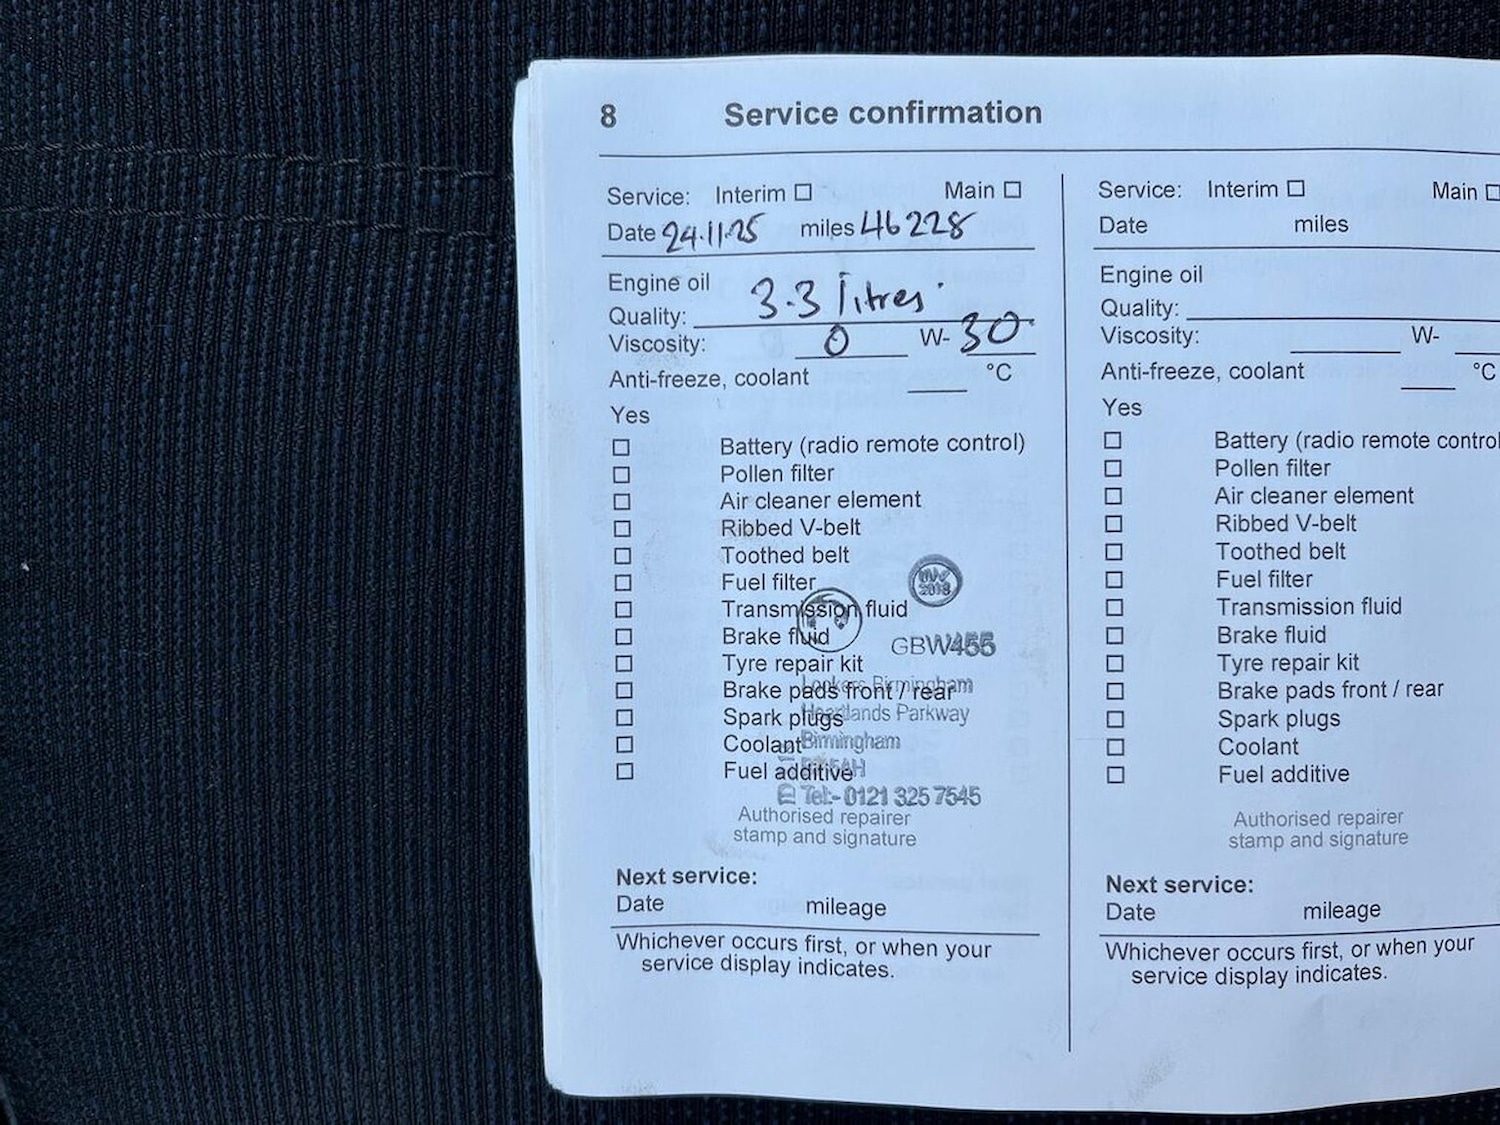 8 Service confirmation
Service: Interim ☐ Main ☐
Date 24.11.25 miles 46228
Engine oil
Quality: 3.3 litres
Viscosity: 0 W- 30
Anti-freeze, coolant °C
Yes
☐ Battery (radio remote control)
☐ Pollen filter
☐ Air cleaner element
☐ Ribbed V-belt
☐ Toothed belt
☐ Fuel filter
☐ Transmission fluid
☐ Brake fluid
☐ Tyre repair kit
☐ Brake pads front / rear
☐ Spark plugs
☐ Coolant
☐ Fuel additive
2018
GBW455
Lookers Birmingham
Heartlands Parkway
Birmingham
Tel:- 0121 325 7545
Authorised repairer
stamp and signature
Next service:
Date mileage
Whichever occurs first, or when your
service display indicates.
Service: Interim ☐ Main ☐
Date miles
Engine oil
Quality:
Viscosity: W-
Anti-freeze, coolant °C
Yes
☐ Battery (radio remote control
☐ Pollen filter
☐ Air cleaner element
☐ Ribbed V-belt
☐ Toothed belt
☐ Fuel filter
☐ Transmission fluid
☐ Brake fluid
☐ Tyre repair kit
☐ Brake pads front / rear
☐ Spark plugs
☐ Coolant
☐ Fuel additive
Authorised repairer
stamp and signature
Next service:
Date mileage
Whichever occurs first, or when your
service display indicates.